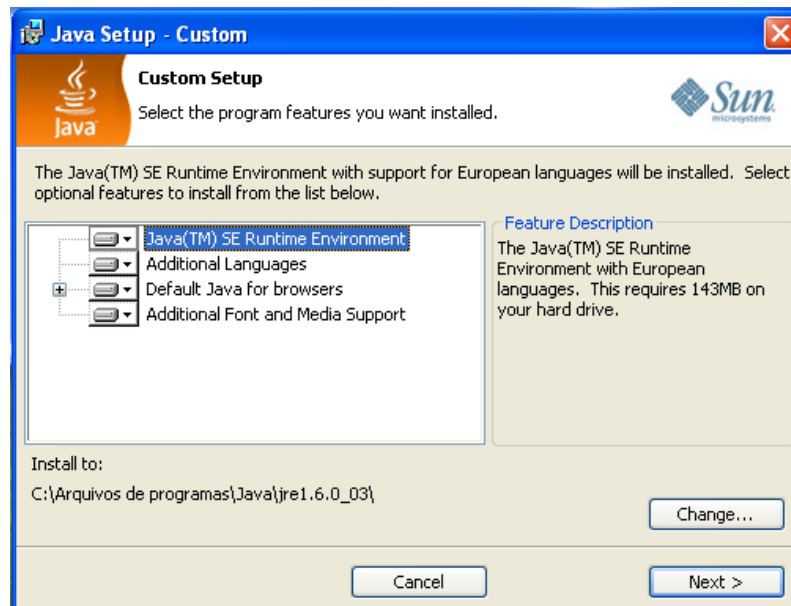 Java Setup - Custom
Custom Setup
Select the program features you want installed.
Java
Sun
microsystems
The Java(TM) SE Runtime Environment with support for European languages will be installed. Select
optional features to install from the list below.
Java(TM) SE Runtime Environment
Additional Languages
Default Java for browsers
Additional Font and Media Support
Feature Description
The Java(TM) SE Runtime
Environment with European
languages. This requires 143MB on
your hard drive.
Install to:
C:\Arquivos de programas\Java\jre1.6.0_03\
Change...
Cancel
Next >